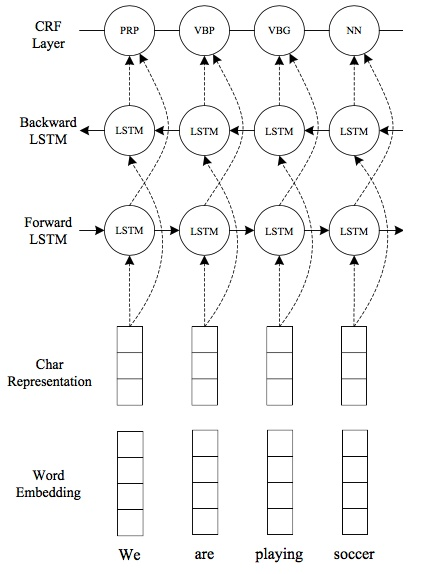 CRF
Layer
PRP VBP VBG NN
Backward
LSTM
LSTM LSTM LSTM LSTM
Forward
LSTM
LSTM LSTM LSTM LSTM
Char
Representation
Word
Embedding
We are playing soccer